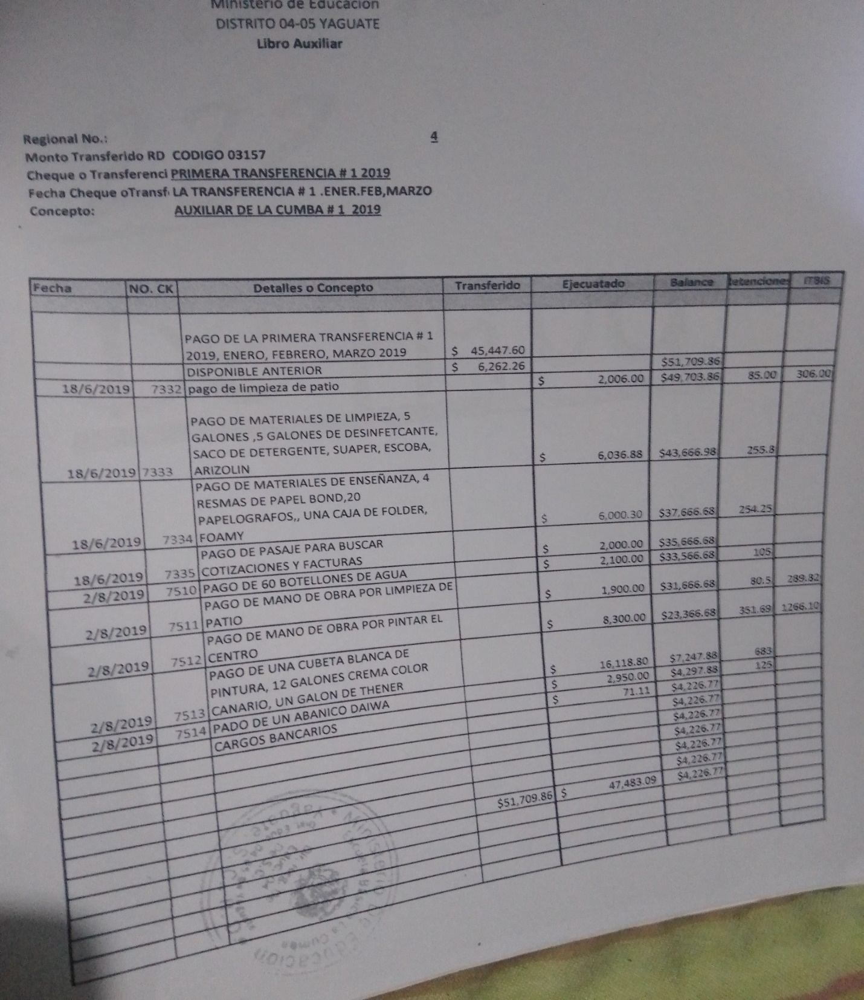 Ministerio de Educacion
DISTRITO 04-05 YAGUATE
Libro Auxiliar
Regional No.: 4
Monto Transferido RD CODIGO 03157
Cheque o Transferenci PRIMERA TRANSFERENCIA # 1 2019
Fecha Cheque oTransf LA TRANSFERENCIA # 1 .ENER.FEB,MARZO
Concepto: AUXILIAR DE LA CUMBA # 1 2019
Fecha NO. CK Detalles o Concepto Transferido Ejecuatado Balance Retenciones ITBIS
PAGO DE LA PRIMERA TRANSFERENCIA # 1
2019, ENERO, FEBRERO, MARZO 2019 $ 45,447.60
DISPONIBLE ANTERIOR $ 6,262.26 $51,709.86
18/6/2019 7332 pago de limpieza de patio $ 2,006.00 $49,703.86 85.00 306.00
PAGO DE MATERIALES DE LIMPIEZA, 5
GALONES ,5 GALONES DE DESINFETCANTE,
SACO DE DETERGENTE, SUAPER, ESCOBA,
18/6/2019 7333 ARIZOLIN $ 6,036.88 $43,666.98 255.8
PAGO DE MATERIALES DE ENSEÑANZA, 4
RESMAS DE PAPEL BOND,20
PAPELOGRAFOS,, UNA CAJA DE FOLDER,
18/6/2019 7334 FOAMY $ 6,000.30 $37,666.68 254.25
PAGO DE PASAJE PARA BUSCAR
18/6/2019 7335 COTIZACIONES Y FACTURAS $ 2,000.00 $35,666.68
2/8/2019 7510 PAGO DE 60 BOTELLONES DE AGUA $ 2,100.00 $33,566.68 105
PAGO DE MANO DE OBRA POR LIMPIEZA DE
2/8/2019 7511 PATIO $ 1,900.00 $31,666.68 80.5 289.82
PAGO DE MANO DE OBRA POR PINTAR EL
2/8/2019 7512 CENTRO $ 8,300.00 $23,366.68 351.69 1266.10
PAGO DE UNA CUBETA BLANCA DE
PINTURA, 12 GALONES CREMA COLOR
2/8/2019 7513 CANARIO, UN GALON DE THENER $ 16,118.80 $7,247.88 683
2/8/2019 7514 PADO DE UN ABANICO DAIWA $ 2,950.00 $4,297.88 125
CARGOS BANCARIOS $ 71.11 $4,226.77
$4,226.77
$4,226.77
$4,226.77
$4,226.77
$4,226.77
$51,709.86 $ 47,483.09 $4,226.77
Ministerio De Educacion
Yaguate
La Cumba